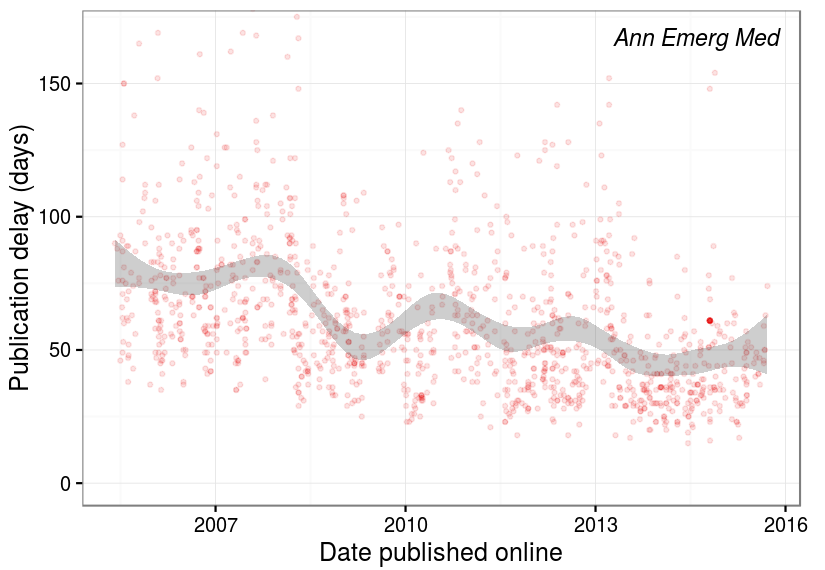 Ann Emerg Med
Publication delay (days)
150
100
50
0
2007 2010 2013 2016
Date published online